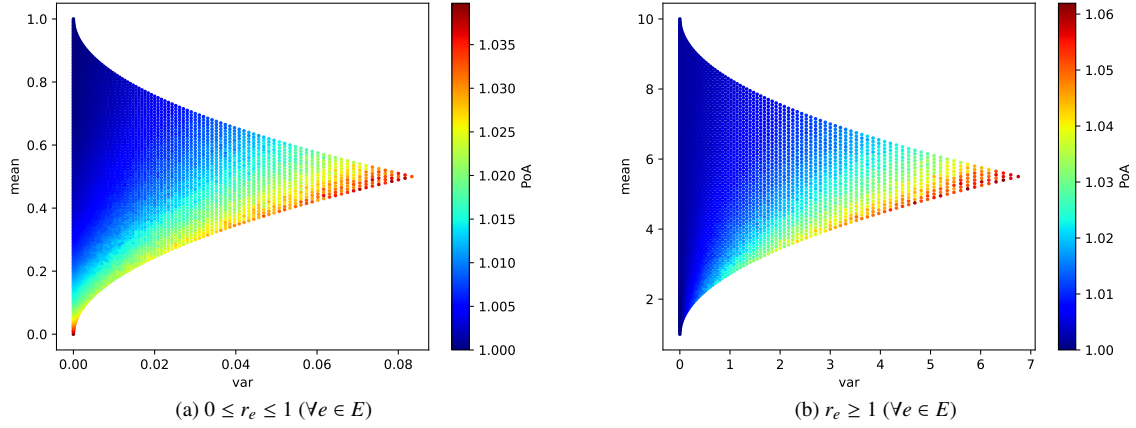 1.0
0.8
0.6
0.4
0.2
0.0
mean
0.00 0.02 0.04 0.06 0.08
var
1.035
1.030
1.025
1.020
1.015
1.010
1.005
1.000
PoA
(a) 0 ≤ r_e ≤ 1 (∀e ∈ E)
10
8
6
4
2
mean
0 1 2 3 4 5 6 7
var
1.06
1.05
1.04
1.03
1.02
1.01
1.00
PoA
(b) r_e ≥ 1 (∀e ∈ E)